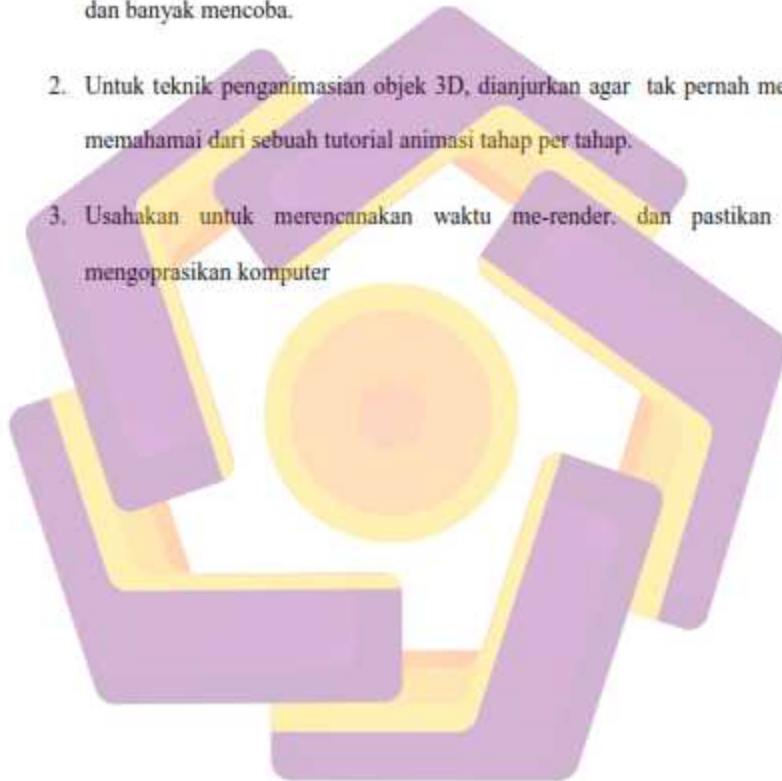 dan banyak mencoba.
2. Untuk teknik penganimasian objek 3D, dianjurkan agar tak pernah me
memahamai dari sebuah tutorial animasi tahap per tahap.
3. Usahakan untuk merencanakan waktu me-render. dan pastikan
mengoprasikan komputer